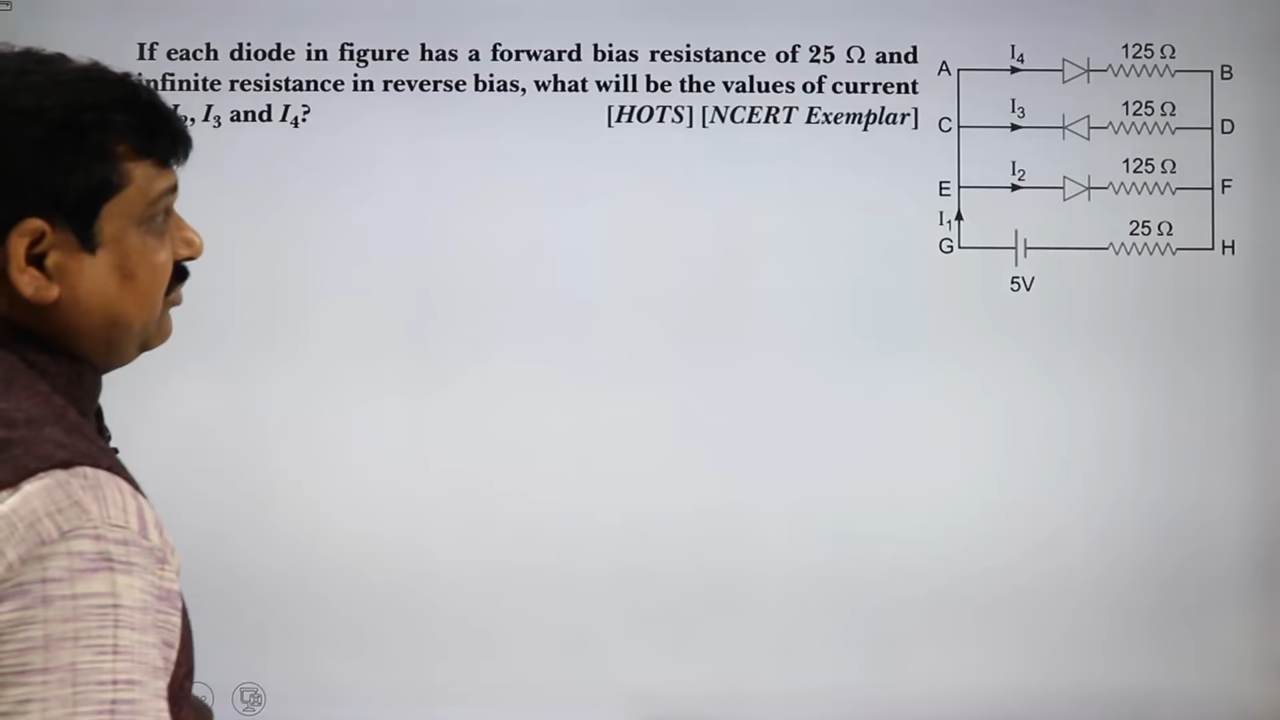 If each diode in figure has a forward bias resistance of 25 Ω and
infinite resistance in reverse bias, what will be the values of current
I₃ and I₄?
[HOTS] [NCERT Exemplar]
A I₄ 125 Ω B
C I₃ 125 Ω D
E I₂ 125 Ω F
I₁
G 25 Ω H
5V